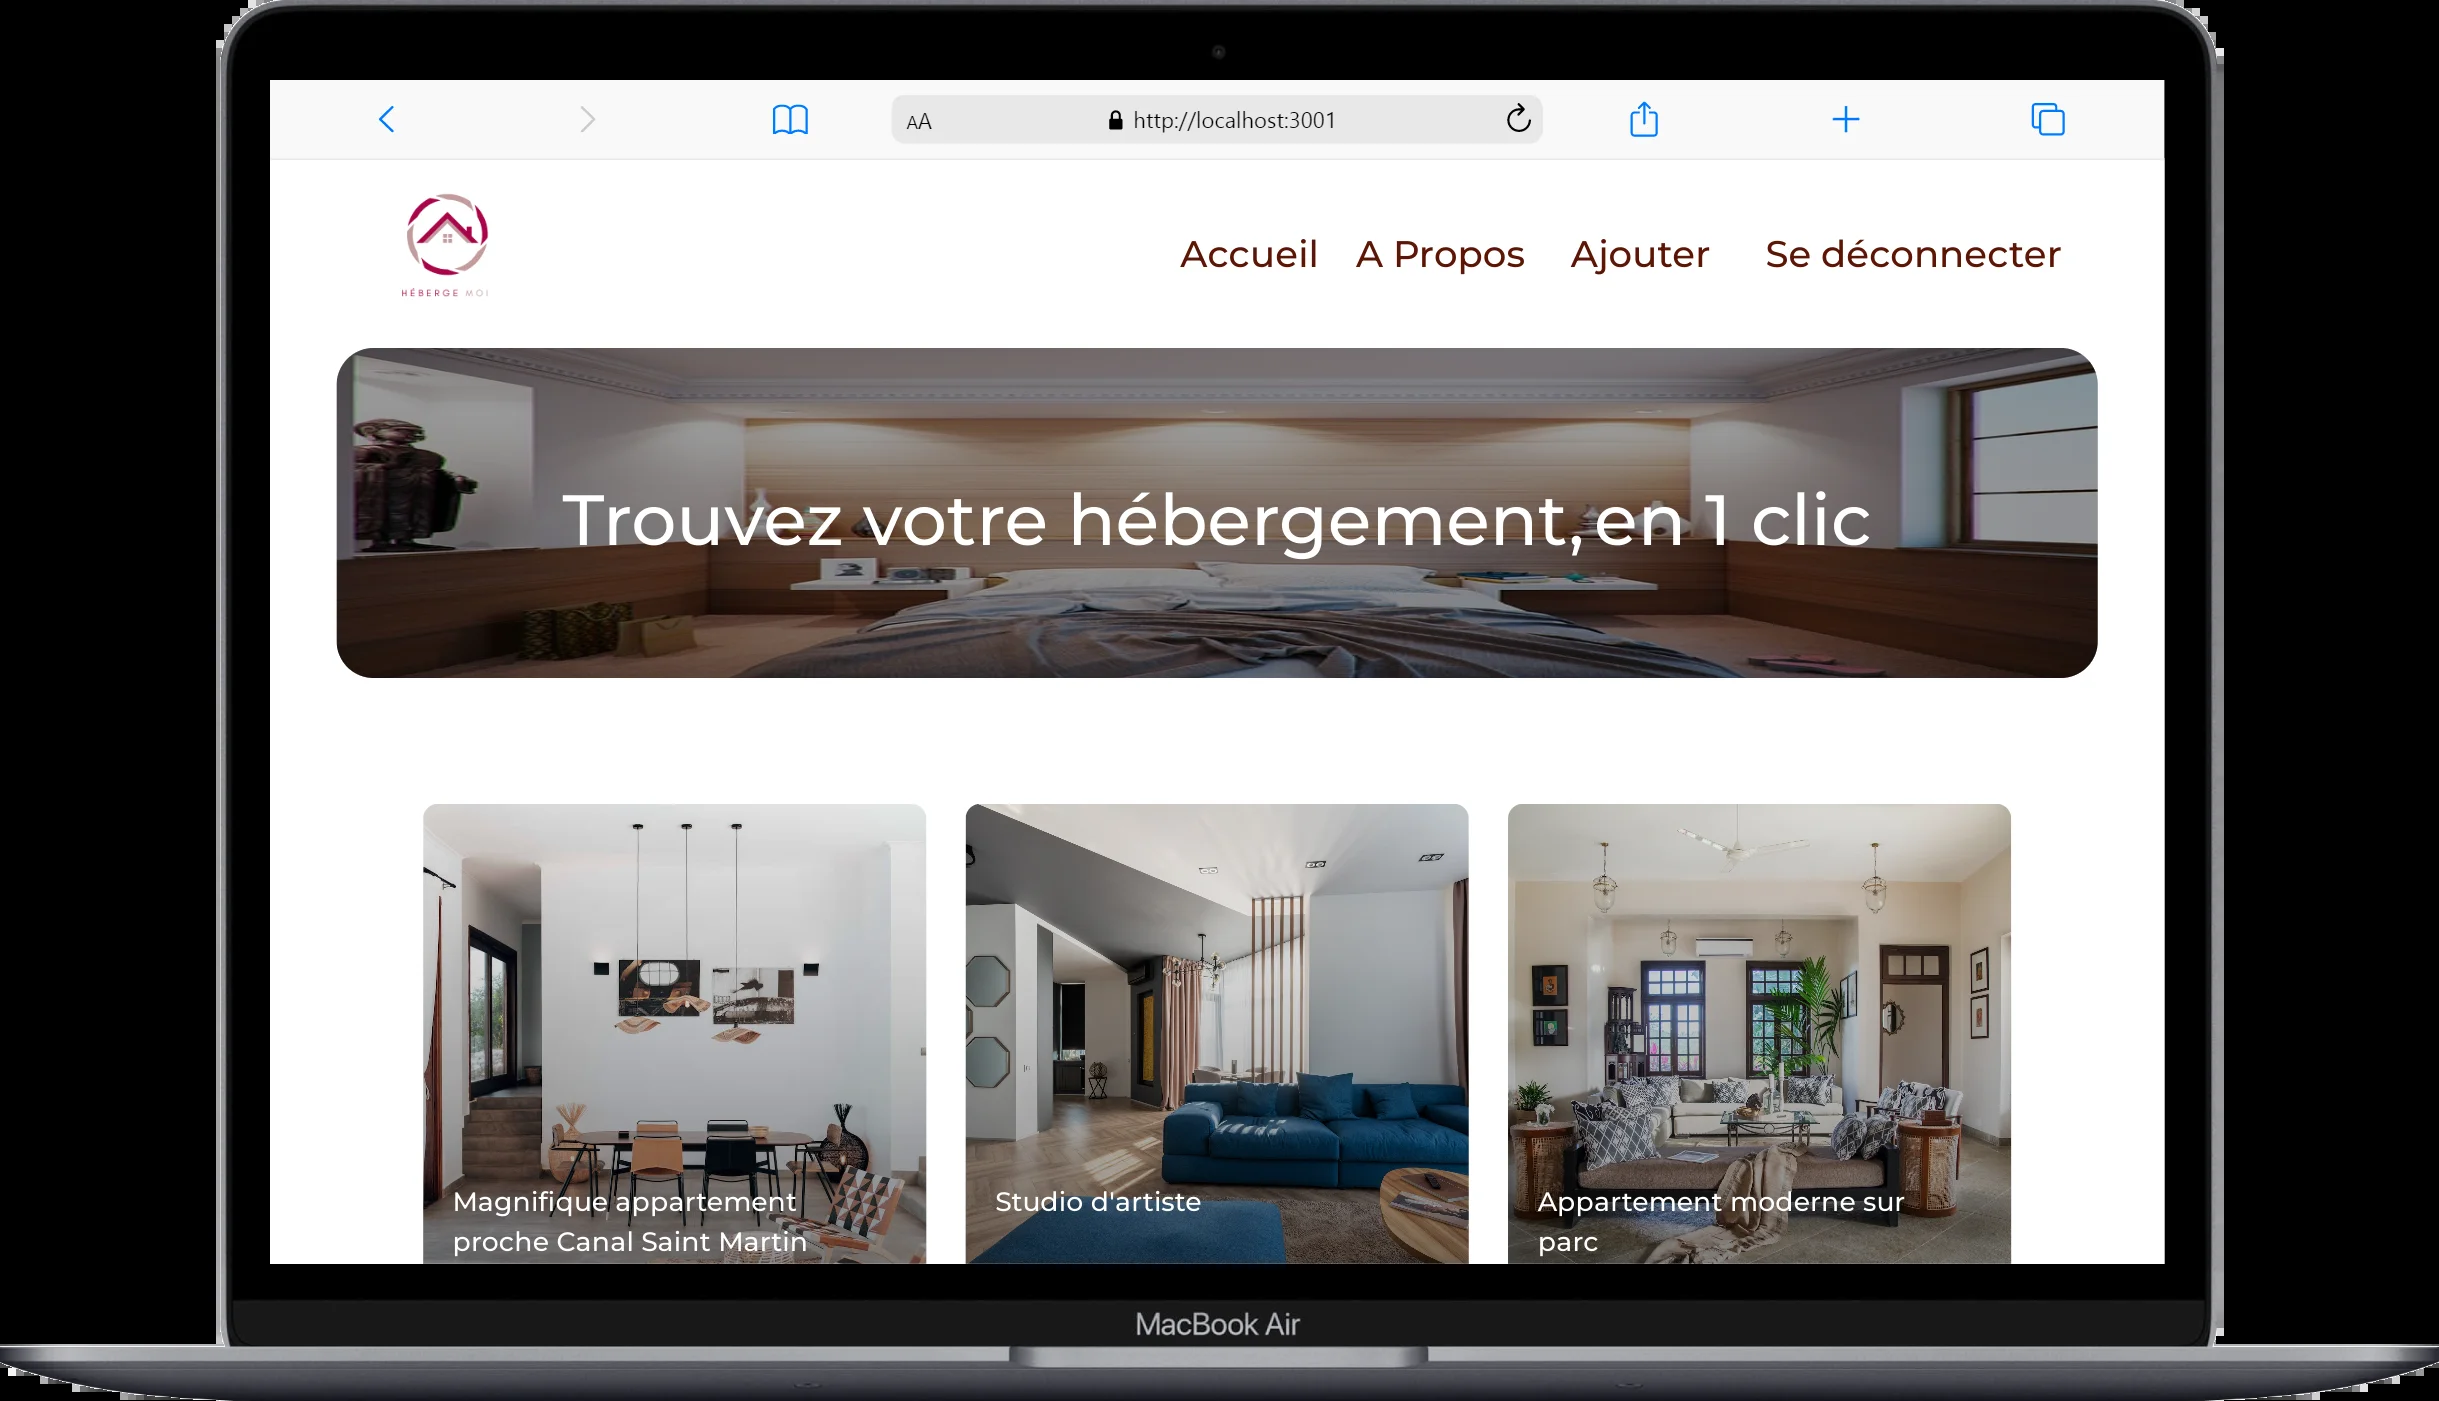 AA
http://localhost:3001
HÉBERGE MOI
Accueil A Propos Ajouter Se déconnecter
Trouvez votre hébergement, en 1 clic
Magnifique appartement
proche Canal Saint Martin
Studio d'artiste
Appartement moderne sur
parc
MacBook Air